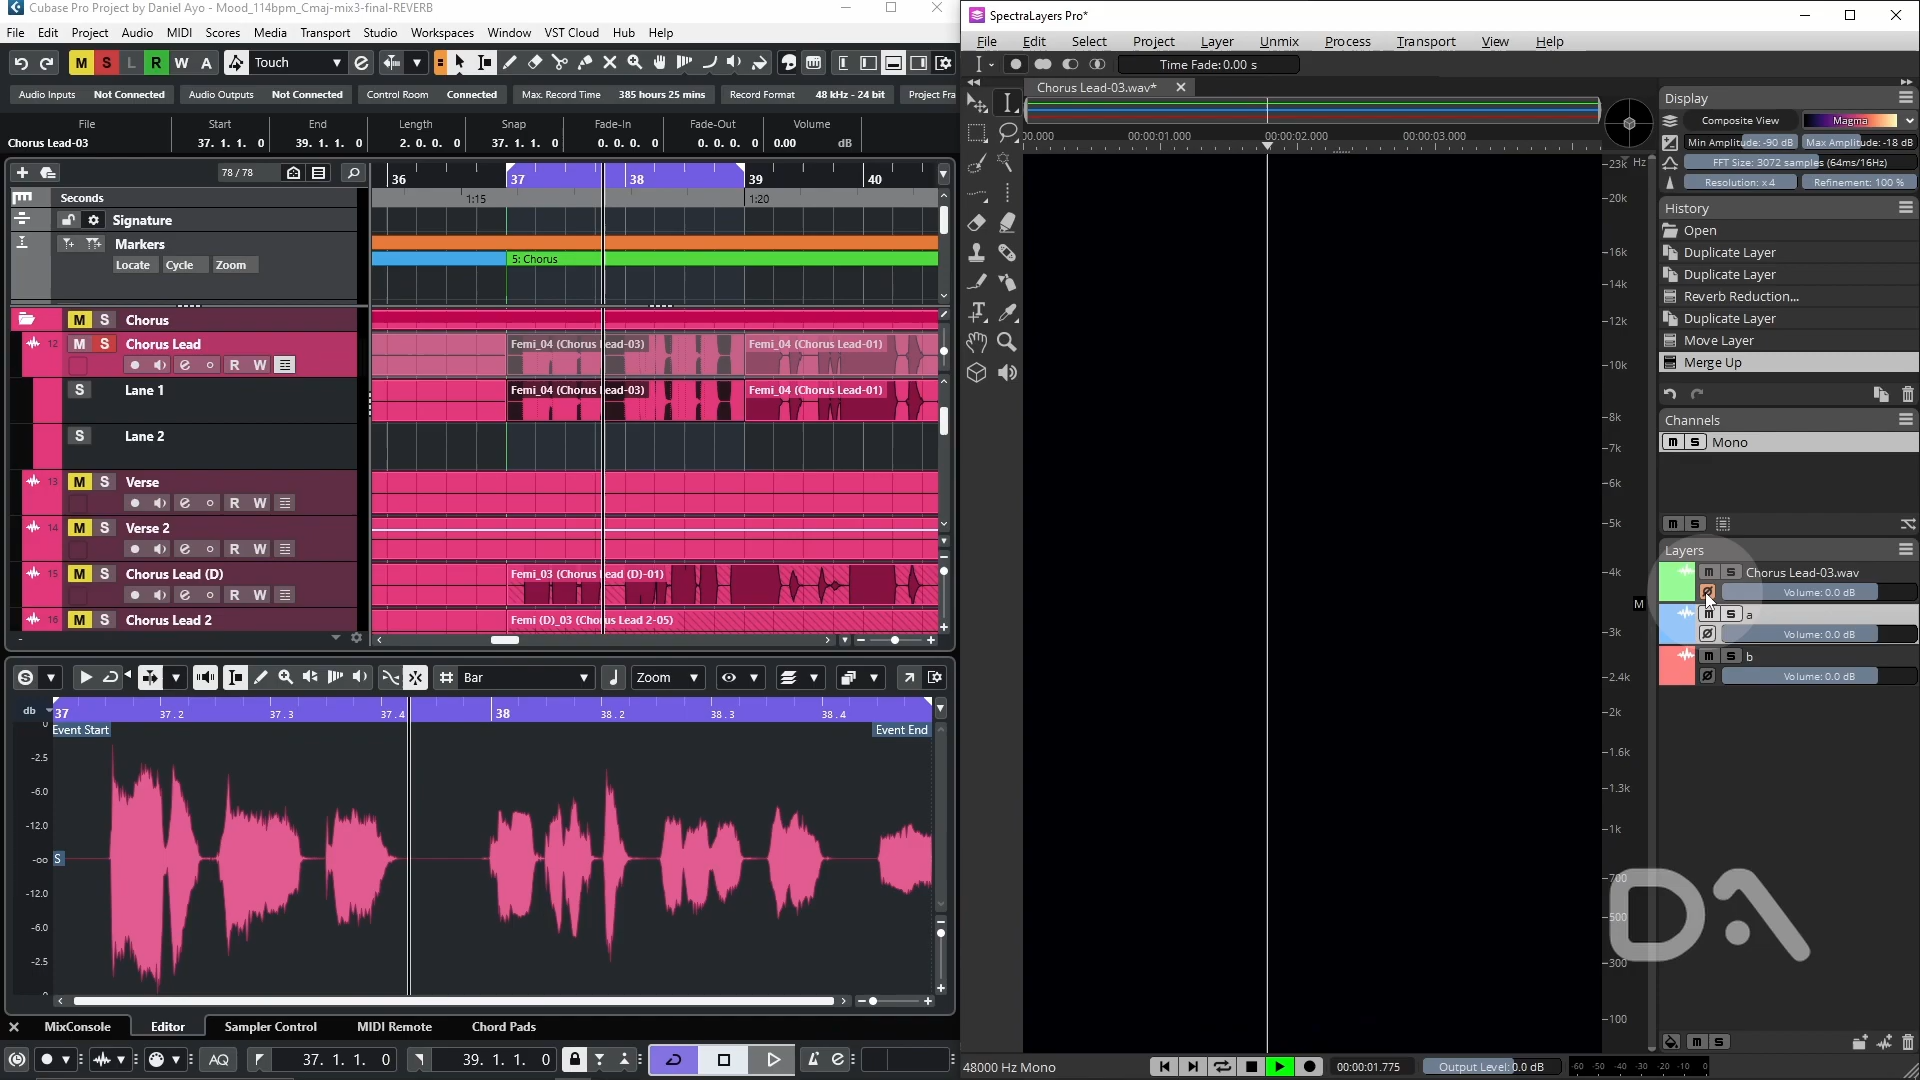 Cubase Pro Project by Daniel Ayo - Mood_114bpm_Cmaj-mix3-final-REVERB
File Edit Project Audio MIDI Scores Media Transport Studio Workspaces Window VST Cloud Hub Help
M S L R W A Touch
Audio Inputs Not Connected Audio Outputs Not Connected Control Room Connected Max. Record Time 385 hours 25 mins Record Format 48 kHz - 24 bit Project Fra
File Start End Length Snap Fade-In Fade-Out Volume
Chorus Lead-03 37. 1. 1. 0 39. 1. 1. 0 2. 0. 0. 0 37. 1. 1. 0 0. 0. 0. 0 0. 0. 0. 0 0.00 dB
78 / 78
36 37 38 39 40
Seconds 1:15 1:20
Signature
Markers
Locate Cycle Zoom
5: Chorus
M S Chorus
12 M S Chorus Lead
R W
Femi_04 (Chorus Lead-03) Femi_04 (Chorus Lead-01)
S Lane 1
Femi_04 (Chorus Lead-03) Femi_04 (Chorus Lead-01)
S Lane 2
13 M S Verse
R W
14 M S Verse 2
R W
15 M S Chorus Lead (D)
R W
Femi_03 (Chorus Lead (D)-01)
16 M S Chorus Lead 2
Femi (D)_03 (Chorus Lead 2-05)
S Bar Zoom
db 37 37.2 37.3 37.4 38 38.2 38.3 38.4
Event Start Event End
0
-2.5
-6.0
-12.0
-oo S
-12.0
-6.0
-2.5
0
MixConsole Editor Sampler Control MIDI Remote Chord Pads
AQ 37. 1. 1. 0 39. 1. 1. 0
SpectraLayers Pro*
File Edit Select Project Layer Unmix Process Transport View Help
Time Fade: 0.00 s
Chorus Lead-03.wav*
00.000 00:00:01.000 00:00:02.000 00:00:03.000
23k Hz
20k
16k
14k
12k
10k
8k
7k
6k
5k
4k
M
3k
2.4k
2k
1.6k
1.3k
1k
700
500
300
100
Display
Composite View Magma
Min Amplitude: -90 dB Max Amplitude: -18 dB
FFT Size: 3072 samples (64ms/16Hz)
Resolution: x 4 Refinement: 100 %
History
Open
Duplicate Layer
Duplicate Layer
Reverb Reduction...
Duplicate Layer
Move Layer
Merge Up
Channels
m s Mono
m s
Layers
m s Chorus Lead-03.wav
Volume: 0.0 dB
m s a
Volume: 0.0 dB
m s b
Volume: 0.0 dB
DA
m s
48000 Hz Mono 00:00:01.775 Output Level: 0.0 dB -60 -50 -40 -30 -20 -10 0